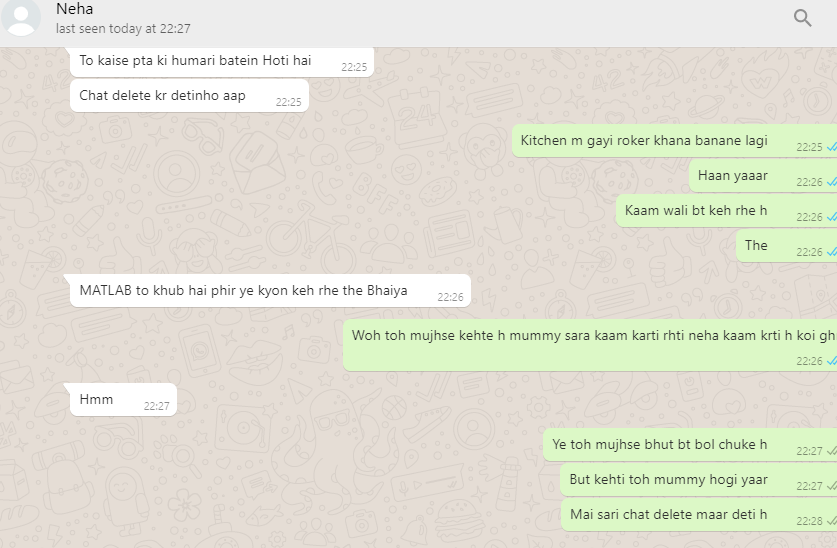 Neha
last seen today at 22:27
To kaise pta ki humari batein Hoti hai
22:25
Chat delete kr detinho aap
22:25
Kitchen m gayi roker khana banane lagi
22:25
Haan yaaar
22:26
Kaam wali bt keh rhe h
22:26
The
22:26
MATLAB to khub hai phir ye kyon keh rhe the Bhaiya
22:26
Woh toh mujhse kehte h mummy sara kaam karti rhti neha kaam krti h koi gh
22:26
Hmm
22:27
Ye toh mujhse bhut bt bol chuke h
22:27
But kehti toh mummy hogi yaar
22:27
Mai sari chat delete maar deti h
22:28